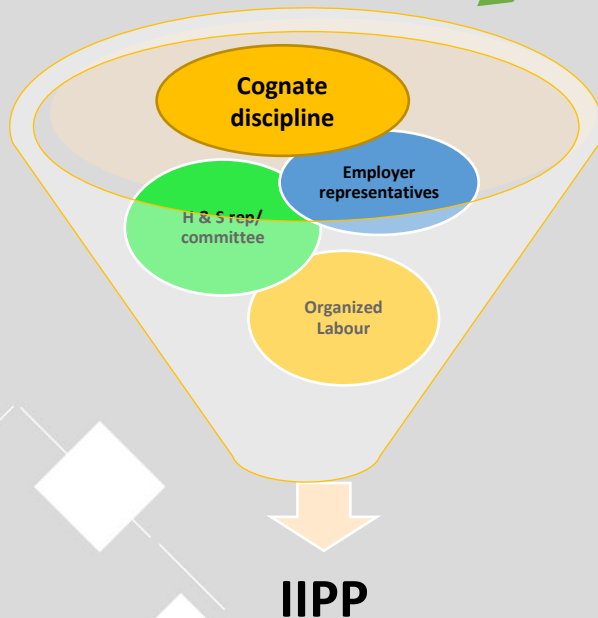 Cognate
discipline
Employer
representatives
H & S rep/
committee
Organized
Labour
IIPP